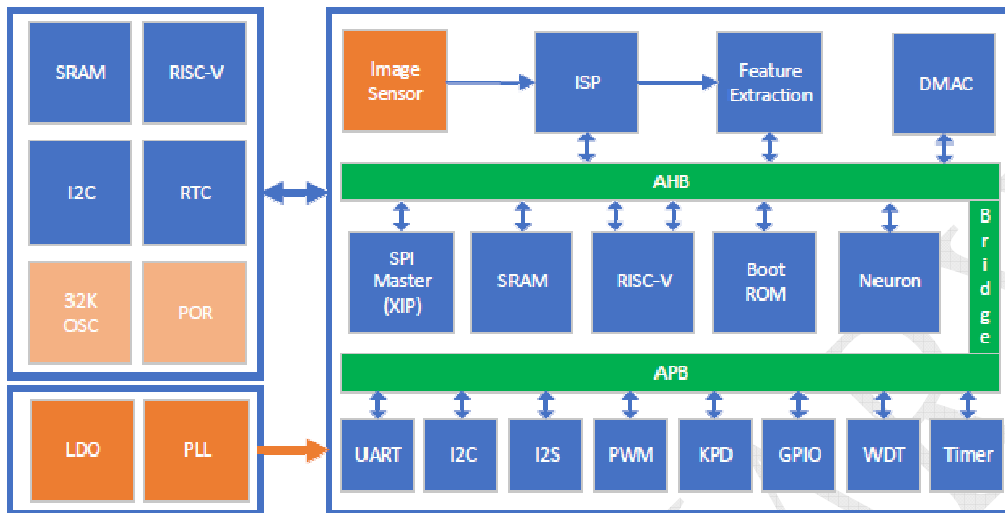 SRAM
RISC-V
I2C
RTC
32K
OSC
POR
LDO
PLL
Image
Sensor
ISP
Feature
Extraction
DMAC
AHB
Bridge
SPI
Master
(XIP)
SRAM
RISC-V
Boot
ROM
Neuron
APB
UART
I2C
I2S
PWM
KPD
GPIO
WDT
Timer